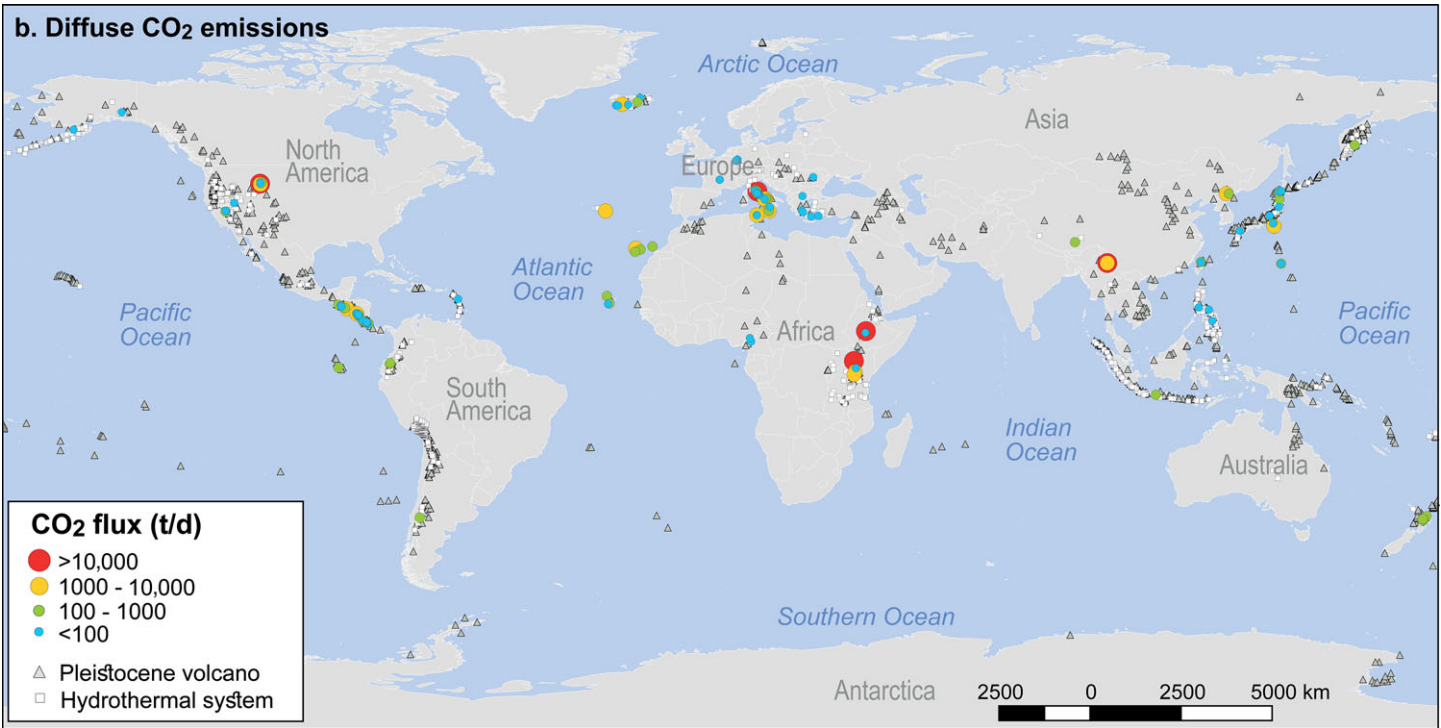 b. Diffuse CO2 emissions
Arctic Ocean
Asia
North
America
Europe
Atlantic
Ocean
Pacific
Ocean
Pacific
Ocean
Africa
South
America
Indian
Ocean
Australia
CO2 flux (t/d)
>10,000
1000 - 10,000
100 - 1000
<100
Pleistocene volcano
Hydrothermal system
Southern Ocean
Antarctica
2500 0 2500 5000 km